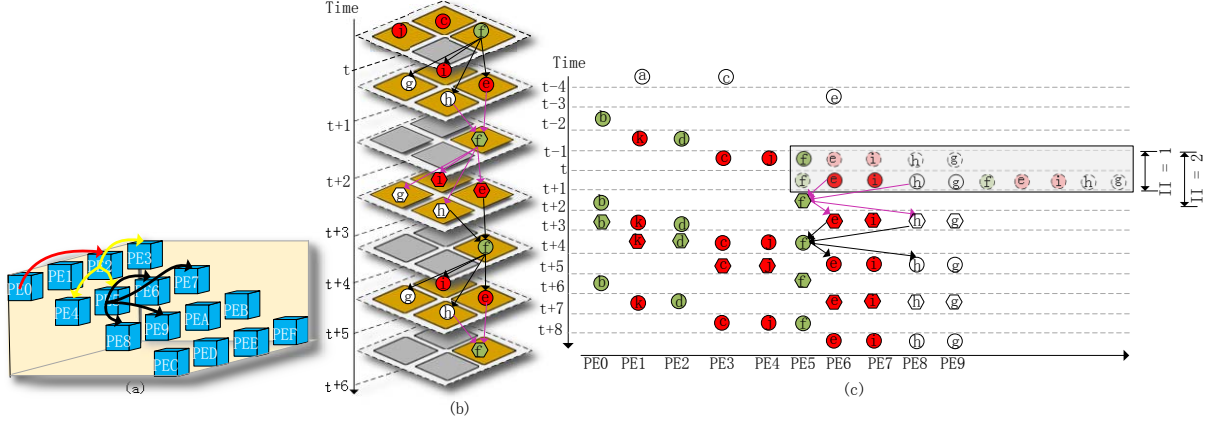 PE0 PE1 PE2 PE3
PE4 PE6 PE7
PE8 PE9 PEA PEB
PEC PED PEE PEF
(a)
Time
j c f
t
g i e
h
t+1
f
t+2
g i e
h
t+3
f
t+4
g i e
h
t+5
f
t+6
(b)
Time
a c
t-4
e
t-3
b
t-2
k d
t-1
c j f e i h g
t
f e i h g f e i h g
t+1
b f
t+2
b k d e i h g
t+3
k d c j f
t+4
c j e i h g
t+5
b f
t+6
k d e i h g
t+7
c j f
t+8
e i h g
PE0 PE1 PE2 PE3 PE4 PE5 PE6 PE7 PE8 PE9
II = 1
II = 2
(c)